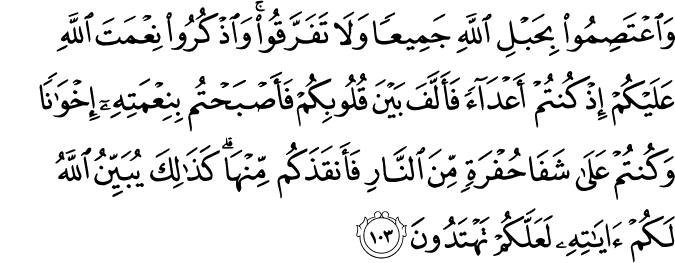 وَٱعۡتَصِمُواْ بِحَبۡلِ ٱللَّهِ جَمِيعٗا وَلَا تَفَرَّقُواْۚ وَٱذۡكُرُواْ نِعۡمَتَ ٱللَّهِ
عَلَيۡكُمۡ إِذۡ كُنتُمۡ أَعۡدَآءٗ فَأَلَّفَ بَيۡنَ قُلُوبِكُمۡ فَأَصۡبَحۡتُم بِنِعۡمَتِهِۦٓ إِخۡوَٰنٗا
وَكُنتُمۡ عَلَىٰ شَفَا حُفۡرَةٖ مِّنَ ٱلنَّارِ فَأَنقَذَكُم مِّنۡهَاۗ كَذَٰلِكَ يُبَيِّنُ ٱللَّهُ
لَكُمۡ ءَايَٰتِهِۦ لَعَلَّكُمۡ تَهۡتَدُونَ ١٠٣